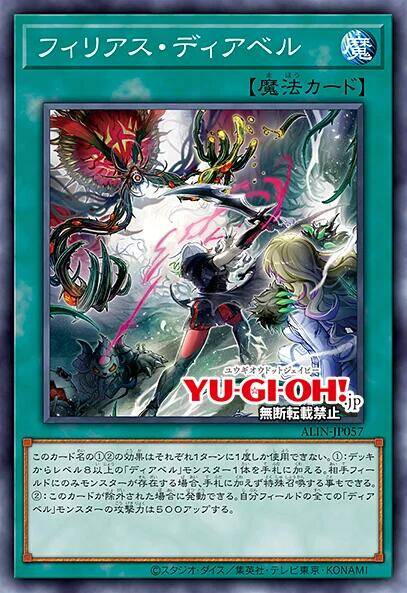 フィリアス・ディアベル
魔
【魔法カード】
ユウギオウドットジェイピー
YU-GI-OH!.jp
無断転載禁止
ALIN-JP057
このカード名の①②の効果はそれぞれ1ターンに1度しか使用できない。①:デッキ
からレベル8以上の「ディアベル」モンスター1体を手札に加える。相手フィール
ドにのみモンスターが存在する場合、手札に加えず特殊召喚する事もできる。
②:このカードが除外された場合に発動できる。自分フィールドの全ての「ディア
ベル」モンスターの攻撃力は500アップする。
©スタジオ・ダイス/集英社・テレビ東京・KONAMI